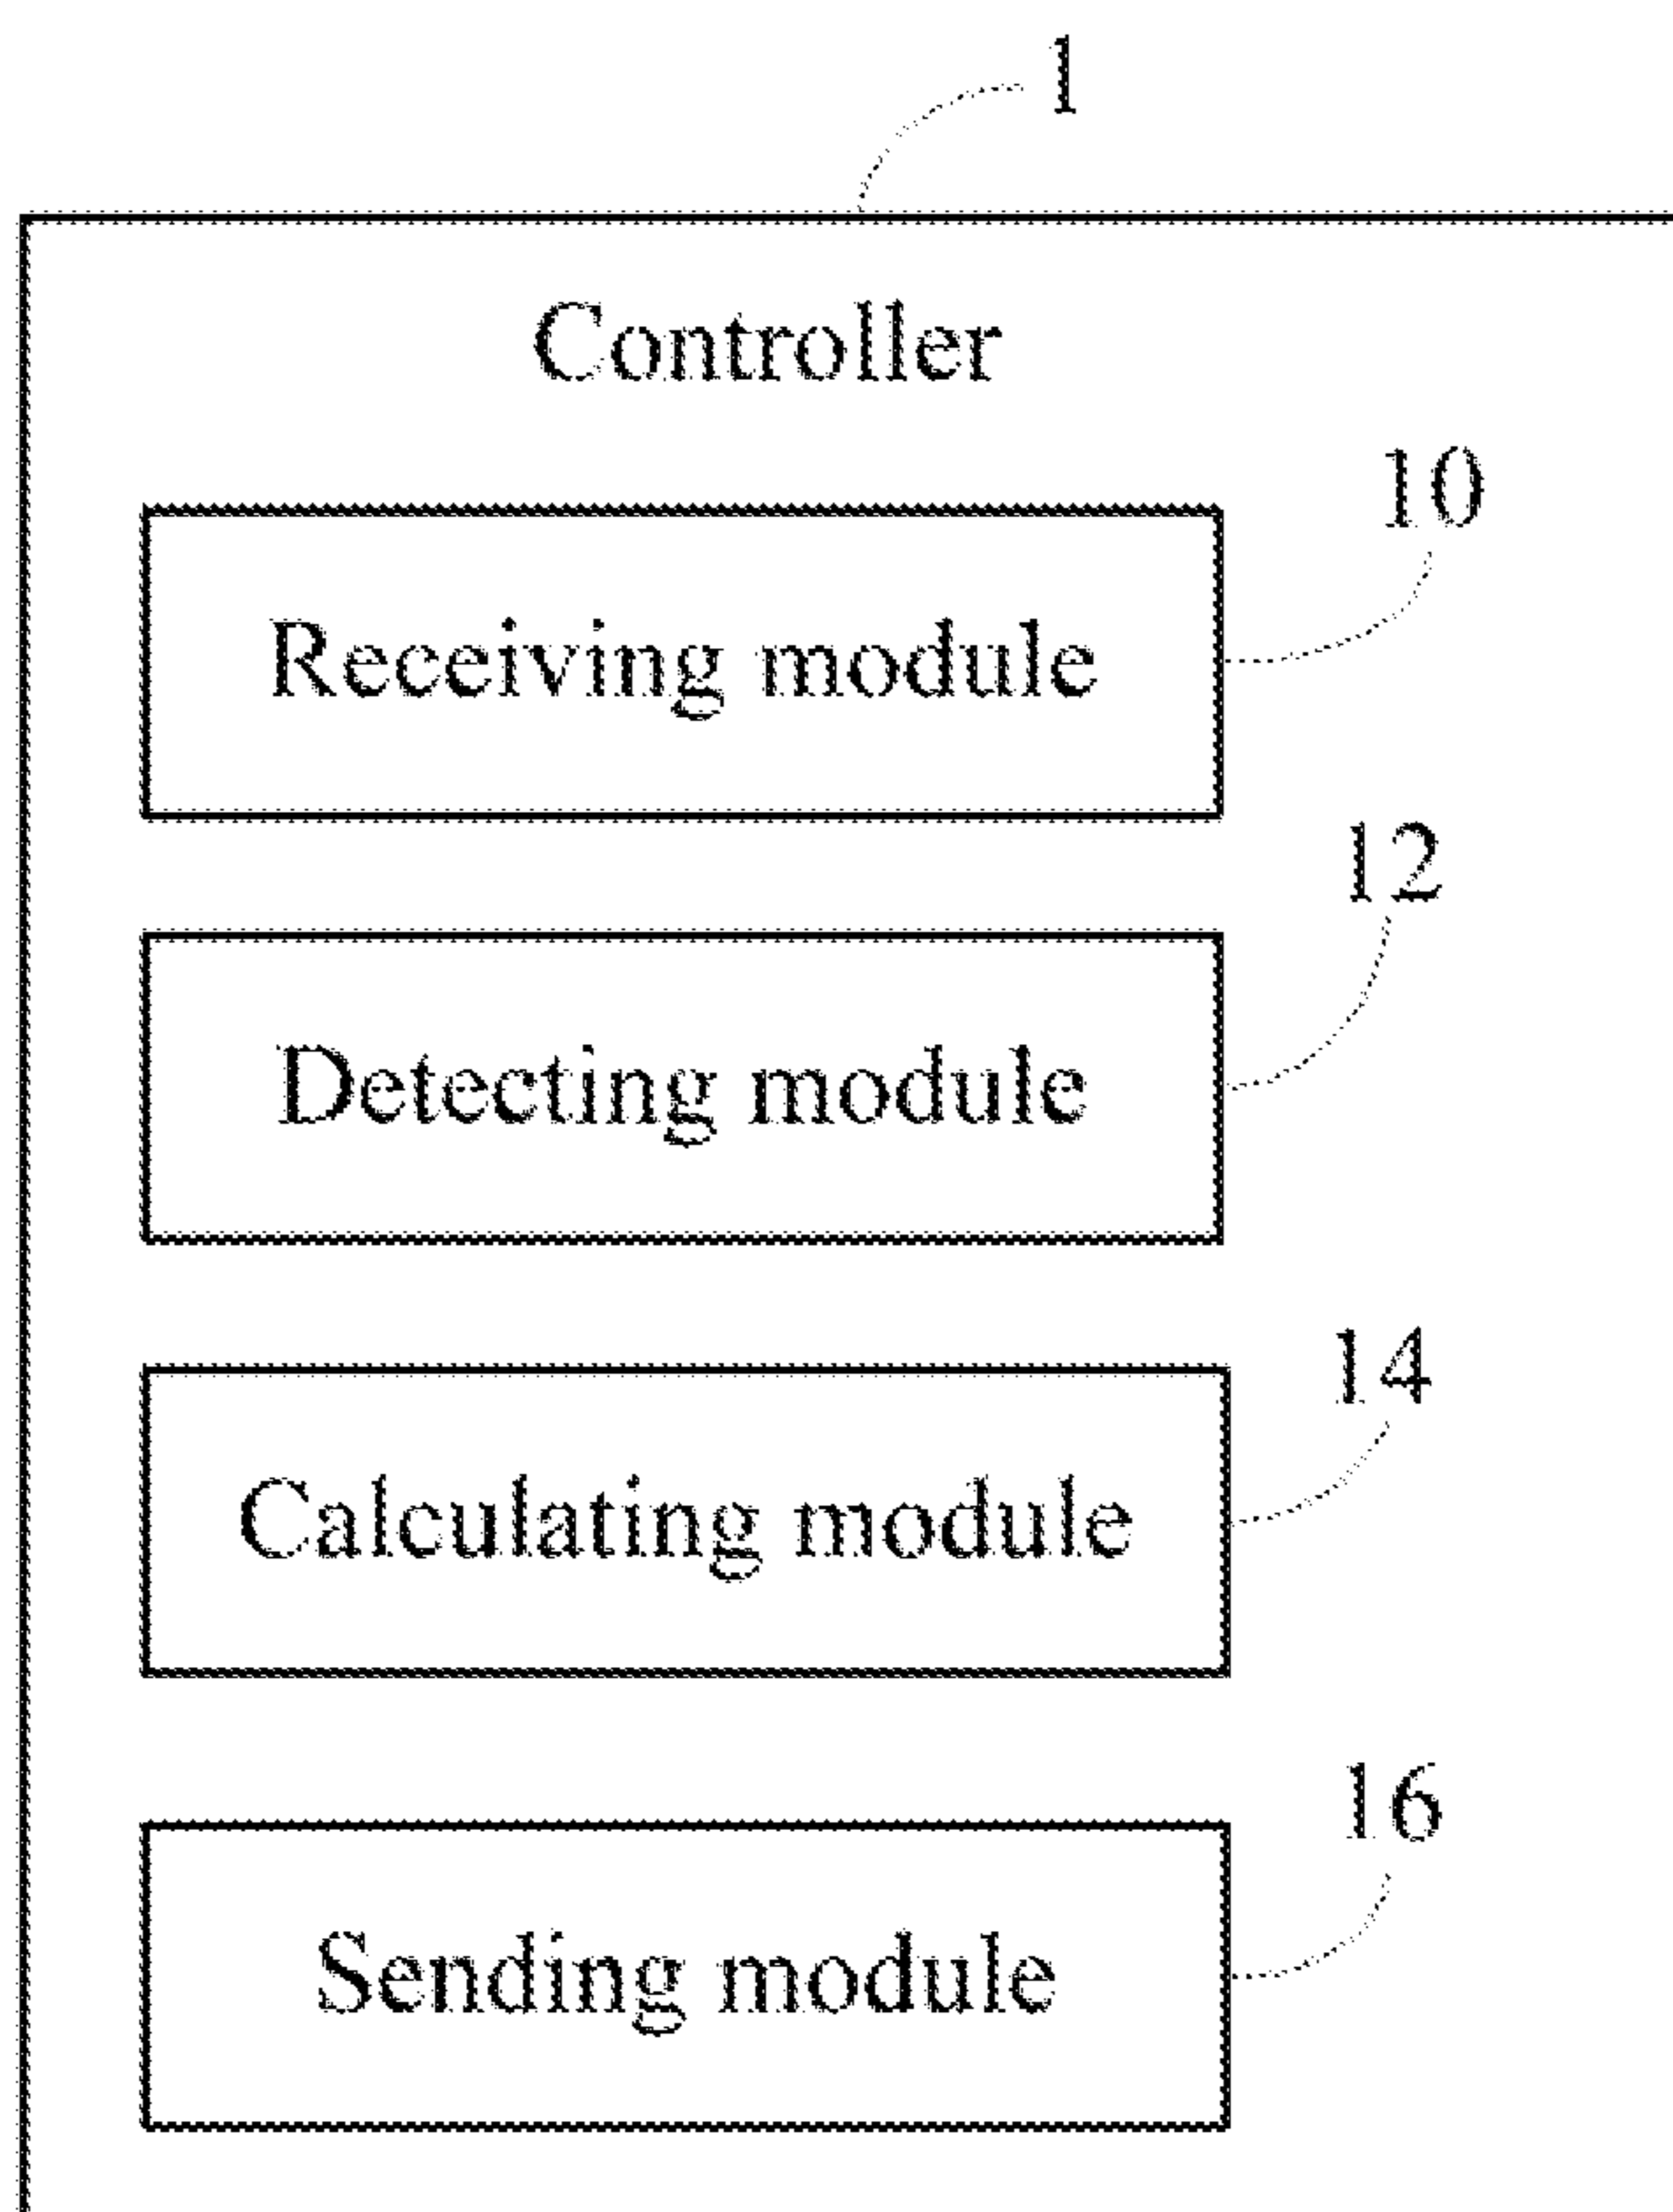 1
Controller
10
Receiving module
12
Detecting module
14
Calculating module
16
Sending module